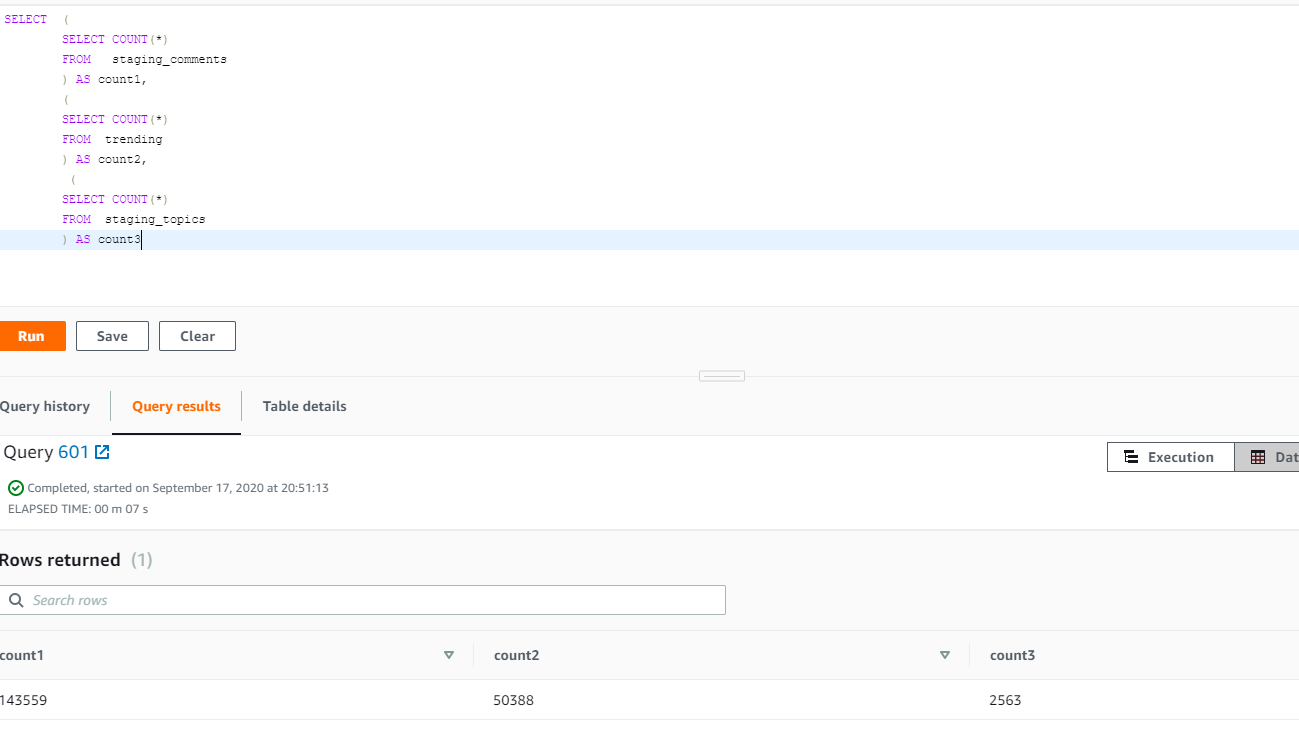 SELECT (
SELECT COUNT(*)
FROM staging_comments
) AS count1,
(
SELECT COUNT(*)
FROM trending
) AS count2,
(
SELECT COUNT(*)
FROM staging_topics
) AS count3
Run Save Clear
Query history Query results Table details
Query 601 Execution Dat
Completed, started on September 17, 2020 at 20:51:13
ELAPSED TIME: 00 m 07 s
Rows returned (1)
Search rows
count1 count2 count3
143559 50388 2563